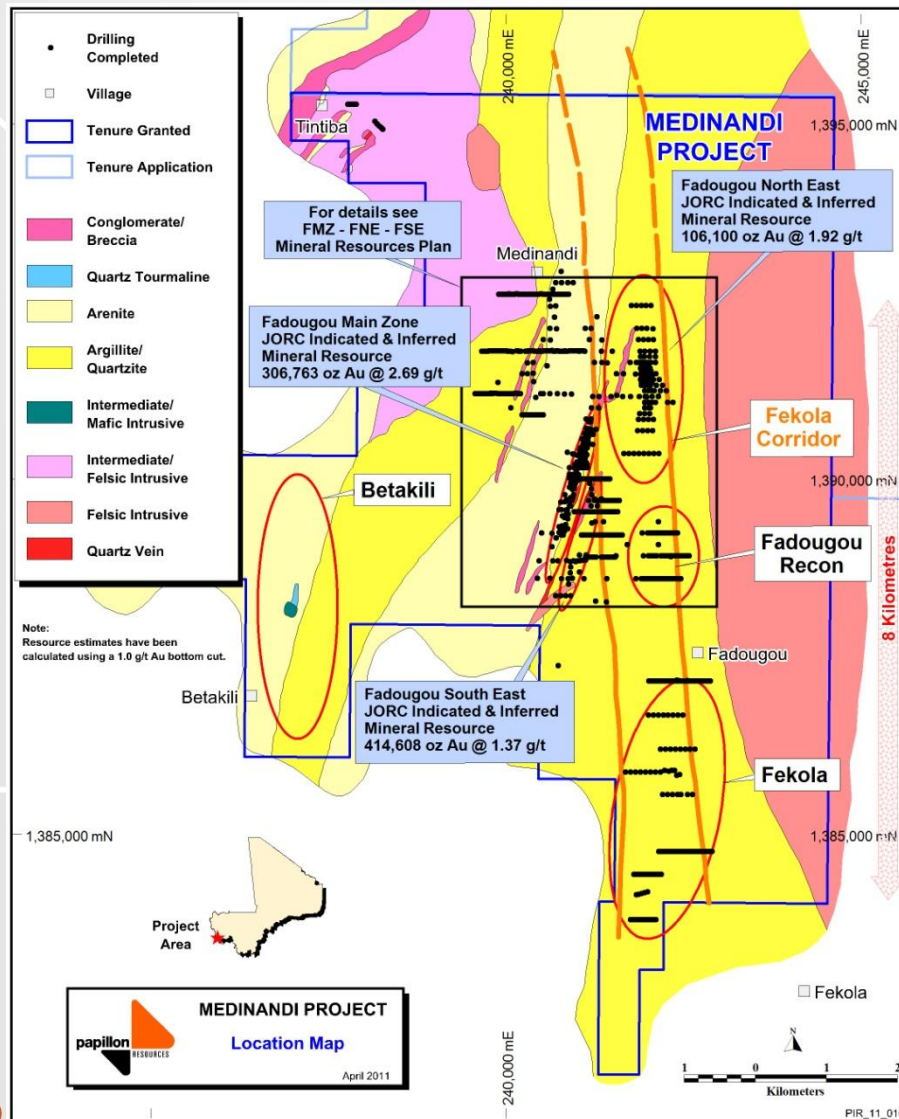 Drilling
Completed
Village
Tenure Granted
Tenure Application
Conglomerate/
Breccia
Quartz Tourmaline
Arenite
Argillite/
Quartzite
Intermediate/
Mafic Intrusive
Intermediate/
Felsic Intrusive
Felsic Intrusive
Quartz Vein
Note:
Resource estimates have been
calculated using a 1.0 g/t Au bottom cut.
240,000 mE
245,000 mE
1,395,000 mN
Tintiba
MEDINANDI
PROJECT
For details see
FMZ - FNE - FSE
Mineral Resources Plan
Medinandi
Fadougou North East
JORC Indicated & Inferred
Mineral Resource
106,100 oz Au @ 1.92 g/t
Fadougou Main Zone
JORC Indicated & Inferred
Mineral Resource
306,763 oz Au @ 2.69 g/t
Fekola
Corridor
1,390,000 mN
Betakili
Fadougou
Recon
8 Kilometres
Fadougou
Betakili
Fadougou South East
JORC Indicated & Inferred
Mineral Resource
414,608 oz Au @ 1.37 g/t
Fekola
1,385,000 mN
1,385,000 mN
Project
Area
Fekola
papillon
RESOURCES
MEDINANDI PROJECT
Location Map
April 2011
240,000 mE
N
1 0 1 2
Kilometers
PIR_11_01